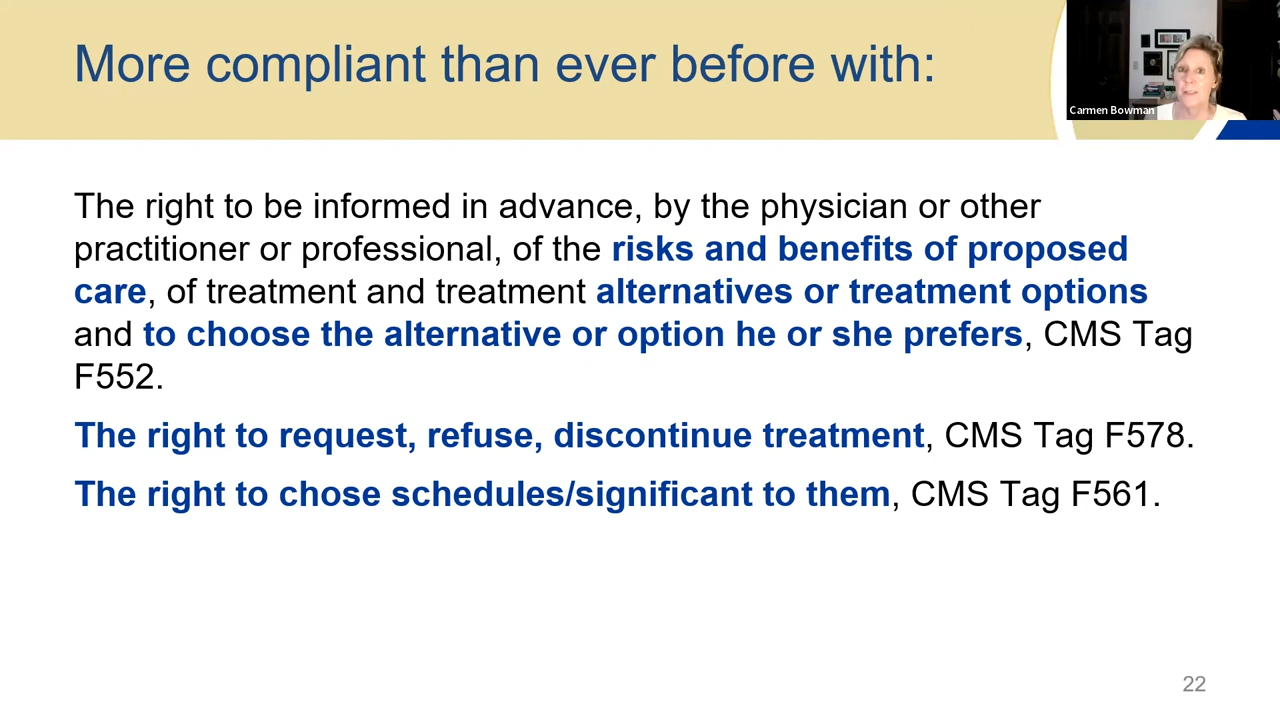 More compliant than ever before with:
Carmen Bowman
The right to be informed in advance, by the physician or other
practitioner or professional, of the risks and benefits of proposed
care, of treatment and treatment alternatives or treatment options
and to choose the alternative or option he or she prefers, CMS Tag
F552.
The right to request, refuse, discontinue treatment, CMS Tag F578.
The right to chose schedules/significant to them, CMS Tag F561.
22